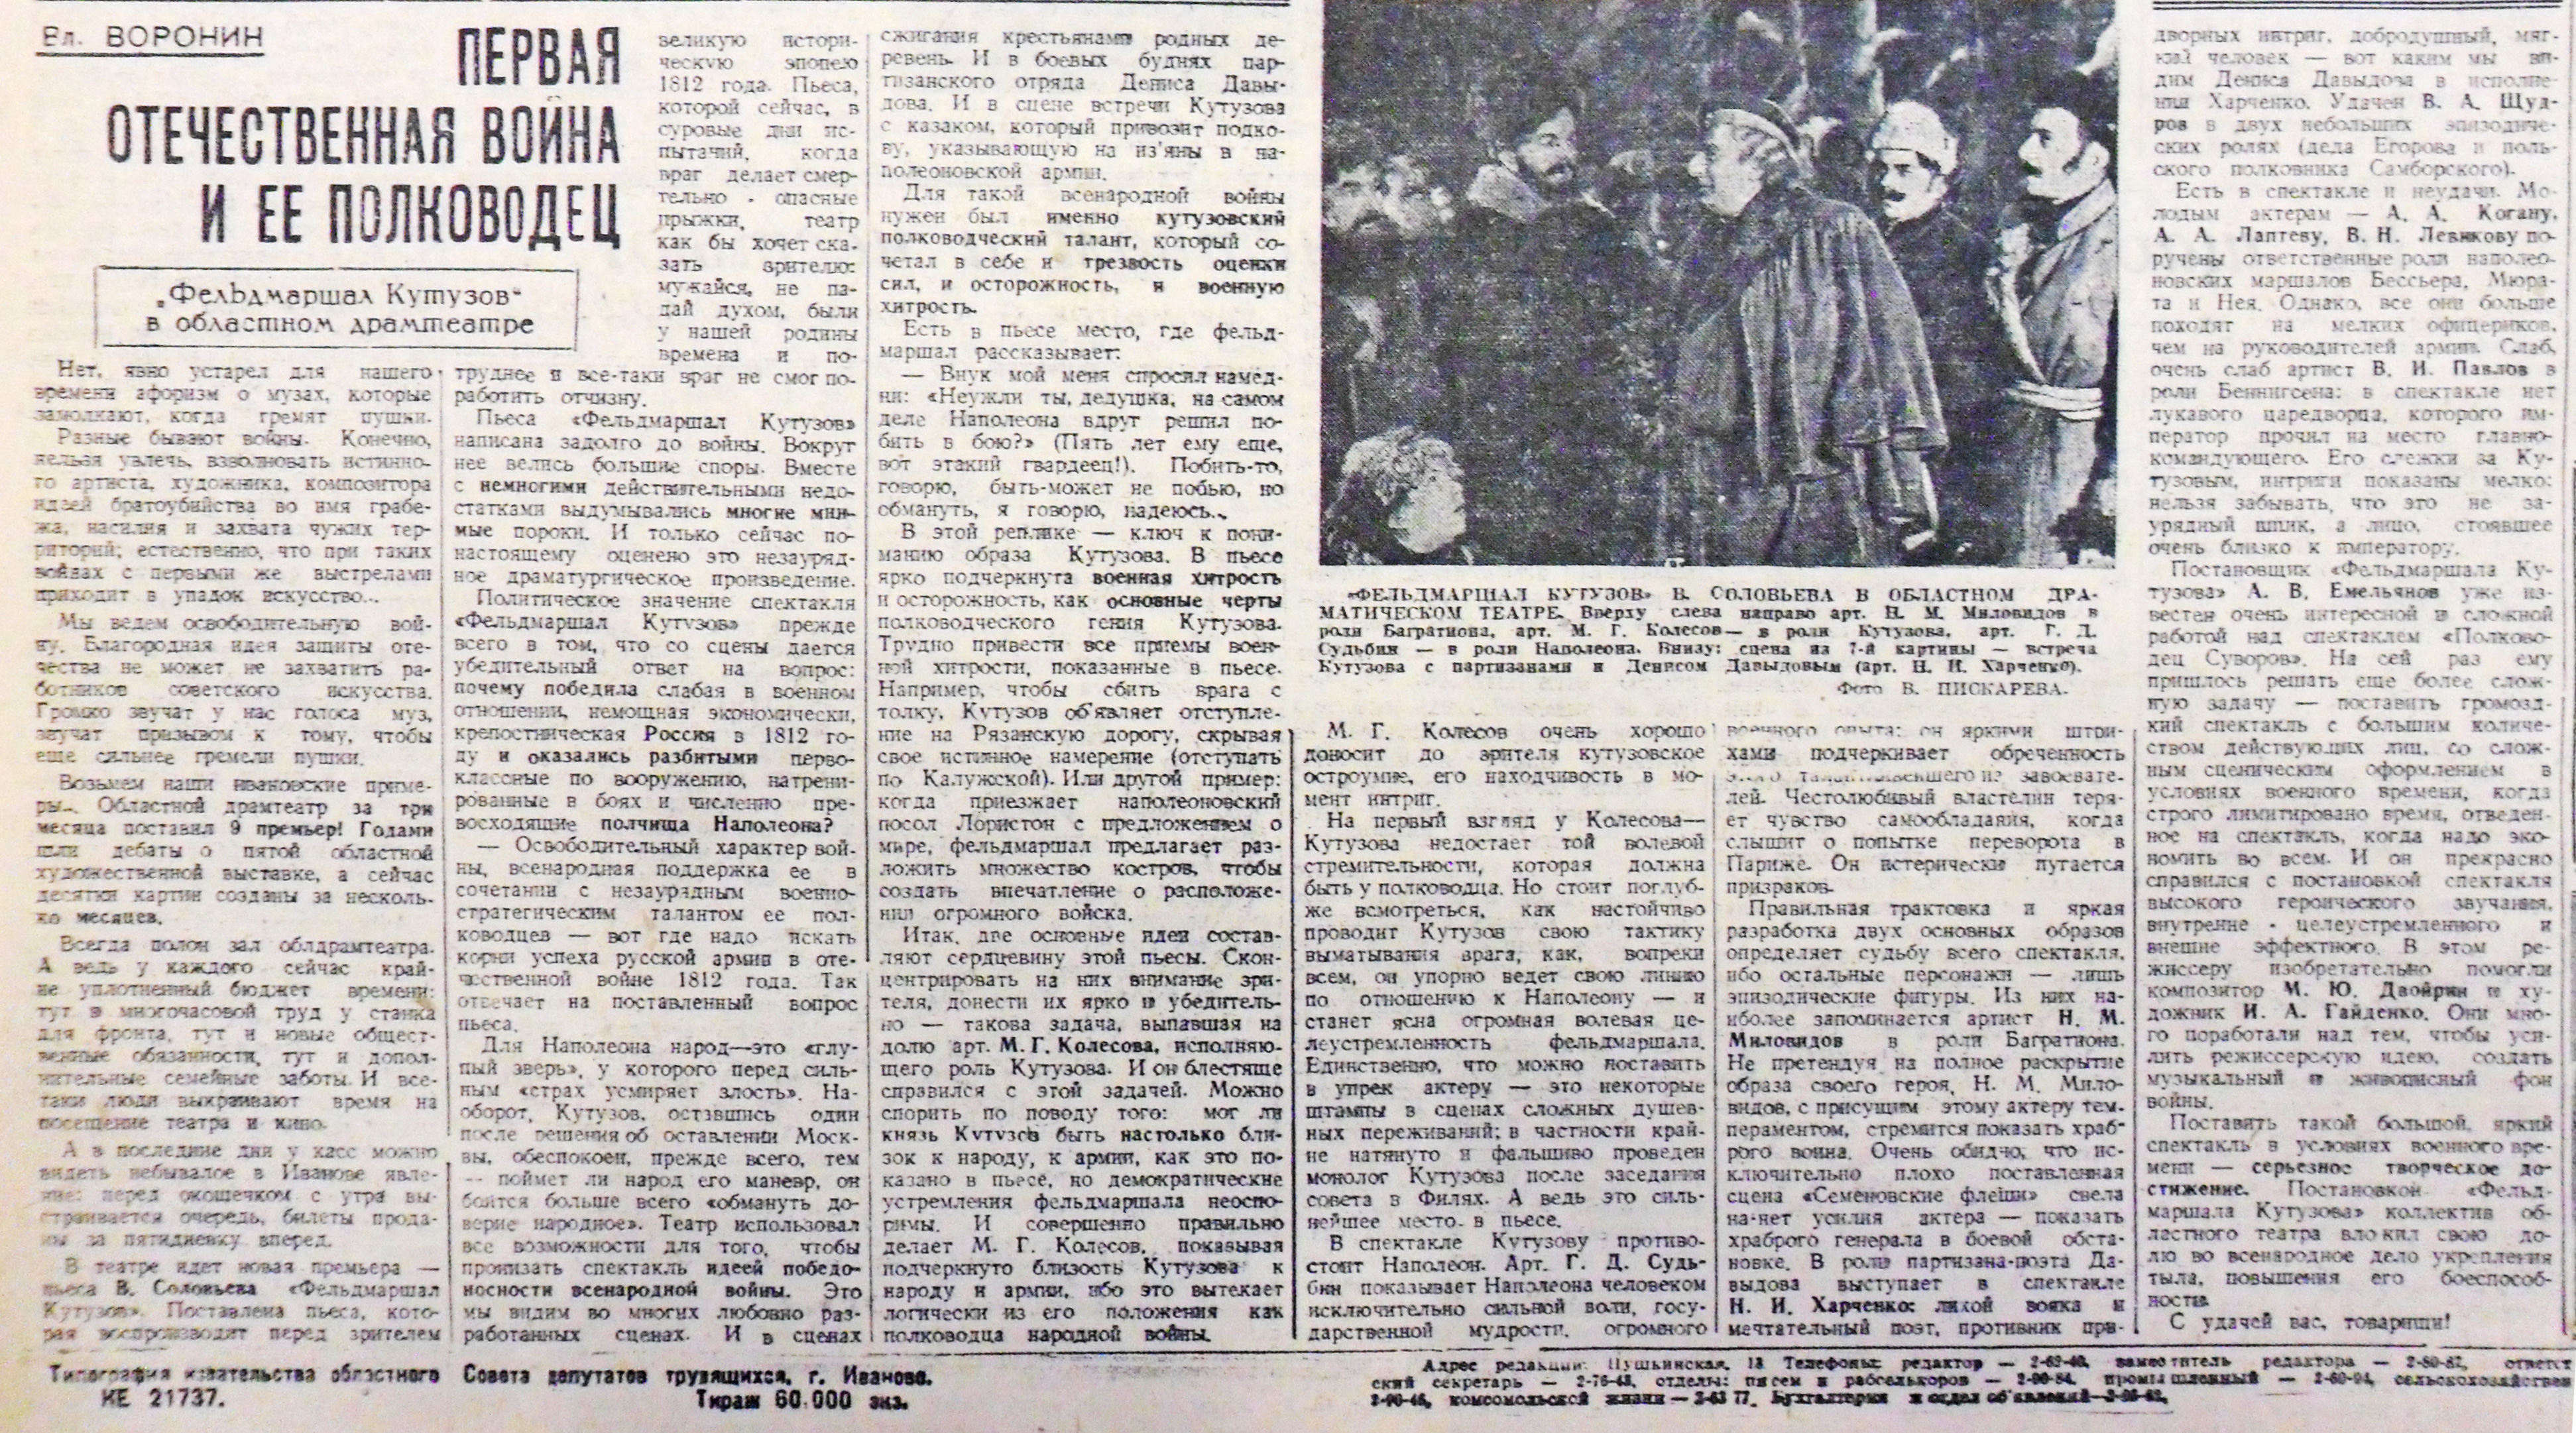 Вл. ВОРОНИН
ПЕРВАЯ
ОТЕЧЕСТВЕННАЯ ВОЙНА
И ЕЕ ПОЛКОВОДЕЦ
„Фельдмаршал Кутузов"
в областном драмтеатре
Нет, явно устарел для нашего
времени афоризм о музах, которые
замолкают, когда гремят пушки.
Разные бывают войны. Конечно,
нельзя увлечь, взволновать истинно-
го артиста, художника, композитора
идеей братоубийства во имя грабе-
жа, насилия и захвата чужих тер-
риторий; естественно, что при таких
войнах с первыми же выстрелами
приходит в упадок искусство...
Мы ведем освободительную вой-
ну. Благородная идея защиты оте-
чества не может не захватить ра-
ботников советского искусства.
Громко звучат у нас голоса муз,
звучат призывом к тому, чтобы
еще сильнее гремели пушки.
Возьмем наши ивановские приме-
ры. Областной драмтеатр за три
месяца поставил 9 премьер! Годами
шли дебаты о пятой областной
художественной выставке, а сейчас
десятки картин созданы за несколь-
ко месяцев.
Всегда полон зал облдрамтеатра.
А ведь у каждого сейчас край-
не уплотненный бюджет времени:
тут и многочасовой труд у станка
для фронта, тут и новые общест-
венные обязанности, тут и допол-
нительные семейные заботы. И все-
таки люди выкраивают время на
посещение театра и кино.
А в последние дни у касс можно
видеть небывалое в Иванове явле-
ние: перед окошечком с утра вы-
страивается очередь, билеты прода-
ны за пятидневку вперед.
В театре идет новая премьера —
пьеса В. Соловьева «Фельдмаршал
Кутузов». Поставлена пьеса, кото-
рая воспроизводит перед зрителем
великую истори-
ческую эпопею
1812 года. Пьеса,
которой сейчас, в
суровые дни ис-
пытаний, когда
враг делает смер-
тельно - опасные
прыжки, театр
как бы хочет ска-
зать зрителю:
мужайся, не па-
дай духом, были
у нашей родины
времена и по-
труднее и все-таки враг не смог по-
работить отчизну.
Пьеса «Фельдмаршал Кутузов»
написана задолго до войны. Вокруг
нее велись большие споры. Вместе
с немногими действительными недо-
статками выдумывались многие мни-
мые пороки. И только сейчас по-
настоящему оценено это незауряд-
ное драматургическое произведение.
Политическое значение спектакля
«Фельдмаршал Кутузов» прежде
всего в том, что со сцены дается
убедительный ответ на вопрос:
почему победила слабая в военном
отношении, немощная экономически,
крепостническая Россия в 1812 го-
ду и оказались разбитыми перво-
классные по вооружению, натрени-
рованные в боях и численно пре-
восходящие полчища Наполеона?
— Освободительный характер вой-
ны, всенародная поддержка ее в
сочетании с незаурядным военно-
стратегическим талантом ее пол-
ководцев — вот где надо искать
корни успеха русской армии в оте-
чественной войне 1812 года. Так
отвечает на поставленный вопрос
пьеса.
Для Наполеона народ—это «глу-
пый зверь», у которого перед силь-
ным «страх усмиряет злость». На-
оборот, Кутузов, оставшись один
после решения об оставлении Моск-
вы, обеспокоен, прежде всего, тем
-- поймет ли народ его маневр, он
боится больше всего «обмануть до-
верие народное». Театр использовал
все возможности для того, чтобы
пронизать спектакль идеей победо-
носности всенародной войны. Это
мы видим во многих любовно раз-
работанных сценах. И в сценах
сжигания крестьянами родных де-
ревень. И в боевых буднях пар-
тизанского отряда Дениса Давы-
дова. И в сцене встречи Кутузова
с казаком, который привозит подко-
ву, указывающую на из'яны в на-
полеоновской армии.
Для такой всенародной войны
нужен был именно кутузовский
полководческий талант, который со-
четал в себе и трезвость оценки
сил, и осторожность, и военную
хитрость.
Есть в пьесе место, где фельд-
маршал рассказывает:
— Внук мой меня спросил намед-
ни: «Неужли ты, дедушка, на самом
деле Наполеона вдруг решил по-
бить в бою?» (Пять лет ему еще,
вот этакий гвардеец!). Побить-то,
говорю, быть-может не побью, но
обмануть, я говорю, надеюсь..
В этой реплике — ключ к пони-
манию образа Кутузова. В пьесе
ярко подчеркнута военная хитрость
и осторожность, как основные черты
полководческого гения Кутузова.
Трудно привести все приемы воен-
ной хитрости, показанные в пьесе.
Например, чтобы сбить врага с
толку, Кутузов об'являет отступле-
ние на Рязанскую дорогу, скрывая
свое истинное намерение (отступать
по Калужской). Или другой пример:
когда приезжает наполеоновский
посол Лористон с предложением о
мире, фельдмаршал предлагает раз-
ложить множество костров, чтобы
создать впечатление о расположе-
нии огромного войска.
Итак, две основные идеи состав-
ляют сердцевину этой пьесы. Скон-
центрировать на них внимание зри-
теля, донести их ярко и убедитель-
но — такова задача, выпавшая на
долю арт. М. Г. Колесова, исполняю-
щего роль Кутузова. И он блестяще
справился с этой задачей. Можно
спорить по поводу того: мог ли
князь Кутузов быть настолько бли-
зок к народу, к армии, как это по-
казано в пьесе, но демократические
устремления фельдмаршала неоспо-
римы. И совершенно правильно
делает М. Г. Колесов, показывая
подчеркнуто близость Кутузова к
народу и армии, ибо это вытекает
логически из его положения как
полководца народной войны.
«ФЕЛЬДМАРШАЛ КУТУЗОВ» В. СОЛОВЬЕВА В ОБЛАСТНОМ ДРА-
МАТИЧЕСКОМ ТЕАТРЕ. Вверху слева направо арт. Н. М. Миловидов в
роли Багратиона, арт. М. Г. Колесов— в роли Кутузова, арт. Г. Д.
Судьбин — в роли Наполеона. Внизу: сцена из 7-й картины — встреча
Кутузова с партизанами и Денисом Давыдовым (арт. Н. И. Харченко).
Фото В. ПИСКАРЕВА.
М. Г. Колесов очень хорошо
доносит до зрителя кутузовское
остроумие, его находчивость в мо-
мент интриг.
На первый взгляд у Колесова—
Кутузова недостает той волевой
стремительности, которая должна
быть у полководца. Но стоит поглуб-
же всмотреться, как настойчиво
проводит Кутузов свою тактику
выматывания врага, как, вопреки
всем, он упорно ведет свою линию
по отношению к Наполеону — и
станет ясна огромная волевая це-
леустремленность фельдмаршала.
Единственно, что можно поставить
в упрек актеру — это некоторые
штампы в сценах сложных душев-
ных переживаний; в частности край-
не натянуто и фальшиво проведен
монолог Кутузова после заседания
совета в Филях. А ведь это силь-
нейшее место в пьесе.
В спектакле Кутузову противо-
стоит Наполеон. Арт. Г. Д. Судь-
бин показывает Наполеона человеком
исключительно сильной воли, госу-
дарственной мудрости, огромного
военного опыта: он яркими штри-
хами подчеркивает обреченность
завоевате-
лей. Честолюбивый властелин теря-
ет чувство самообладания, когда
слышит о попытке переворота в
Париже. Он истерически пугается
призраков.
Правильная трактовка и яркая
разработка двух основных образов
определяет судьбу всего спектакля,
ибо остальные персонажи — лишь
эпизодические фигуры. Из них на-
иболее запоминается артист Н. М.
Миловидов в роли Багратиона.
Не претендуя на полное раскрытие
образа своего героя, Н. М. Мило-
видов, с присущим этому актеру тем-
пераментом, стремится показать храб-
рого воина. Очень обидно, что ис-
ключительно плохо поставленная
сцена «Семеновские флеши» свела
на-нет усилия актера — показать
храброго генерала в боевой обста-
новке. В роли партизана-поэта Да-
выдова выступает в спектакле
Н. И. Харченко: лихой вояка и
мечтательный поэт, противник при-
дворных интриг, добродушный, мяг-
кий человек — вот каким мы ви-
дим Дениса Давыдова в исполне-
нии Харченко. Удачен В. А. Щуд-
ров в двух небольших эпизодиче-
ских ролях (деда Егорова и поль-
ского полковника Самборского).
Есть в спектакле и неудачи. Мо-
лодым актерам — А. А. Когану,
А. А. Лаптеву, В. Н. Левикову по-
ручены ответственные роли наполео-
новских маршалов Бессьера, Мюра-
та и Нея. Однако, все они больше
походят на мелких офицериков,
чем на руководителей армии. Слаб,
очень слаб артист В. И. Павлов в
роли Беннигсена: в спектакле нет
лукавого царедворца, которого им-
ператор прочил на место главно-
командующего. Его слежки за Ку-
тузовым, интриги показаны мелко:
нельзя забывать, что это не за-
урядный шпик, а лицо, стоявшее
очень близко к императору.
Постановщик «Фельдмаршала Ку-
тузова» А. В. Емельянов уже из-
вестен очень интересной и сложной
работой над спектаклем «Полково-
дец Суворов». На сей раз ему
пришлось решать еще более слож-
ную задачу — поставить громозд-
кий спектакль с большим количе-
ством действующих лиц, со слож-
ным сценическим оформлением в
условиях военного времени, когда
строго лимитировано время, отведен-
ное на спектакль, когда надо эко-
номить во всем. И он прекрасно
справился с постановкой спектакля
высокого героического звучания,
внутренне - целеустремленного и
внешне эффектного. В этом ре-
жиссеру изобретательно помогли
композитор М. Ю. Двойрин и ху-
дожник И. А. Гайденко. Они мно-
го поработали над тем, чтобы уси-
лить режиссерскую идею, создать
музыкальный и живописный фон
войны.
Поставить такой большой, яркий
спектакль в условиях военного вре-
мени — серьезное творческое до-
стижение. Постановкой «Фельд-
маршала Кутузова» коллектив об-
ластного театра вложил свою до-
лю во всенародное дело укрепления
тыла, повышения его боеспособ-
ности.
С удачей вас, товарищи!
Типография издательства областного Совета депутатов трудящихся, г. Иваново.
КЕ 21737. Тираж 60.000 экз.
Адрес редакции: Пушкинская, 13 Телефоны: редактор — заместитель редактора — 2-80-82, ответст
ский секретарь — 2-76-48, отделы: писем и рабселькоров — промышленный — сельскохозяйствен
комсомольской жизни — 2-63 77, Бухгалтерия и отдел об'явлений